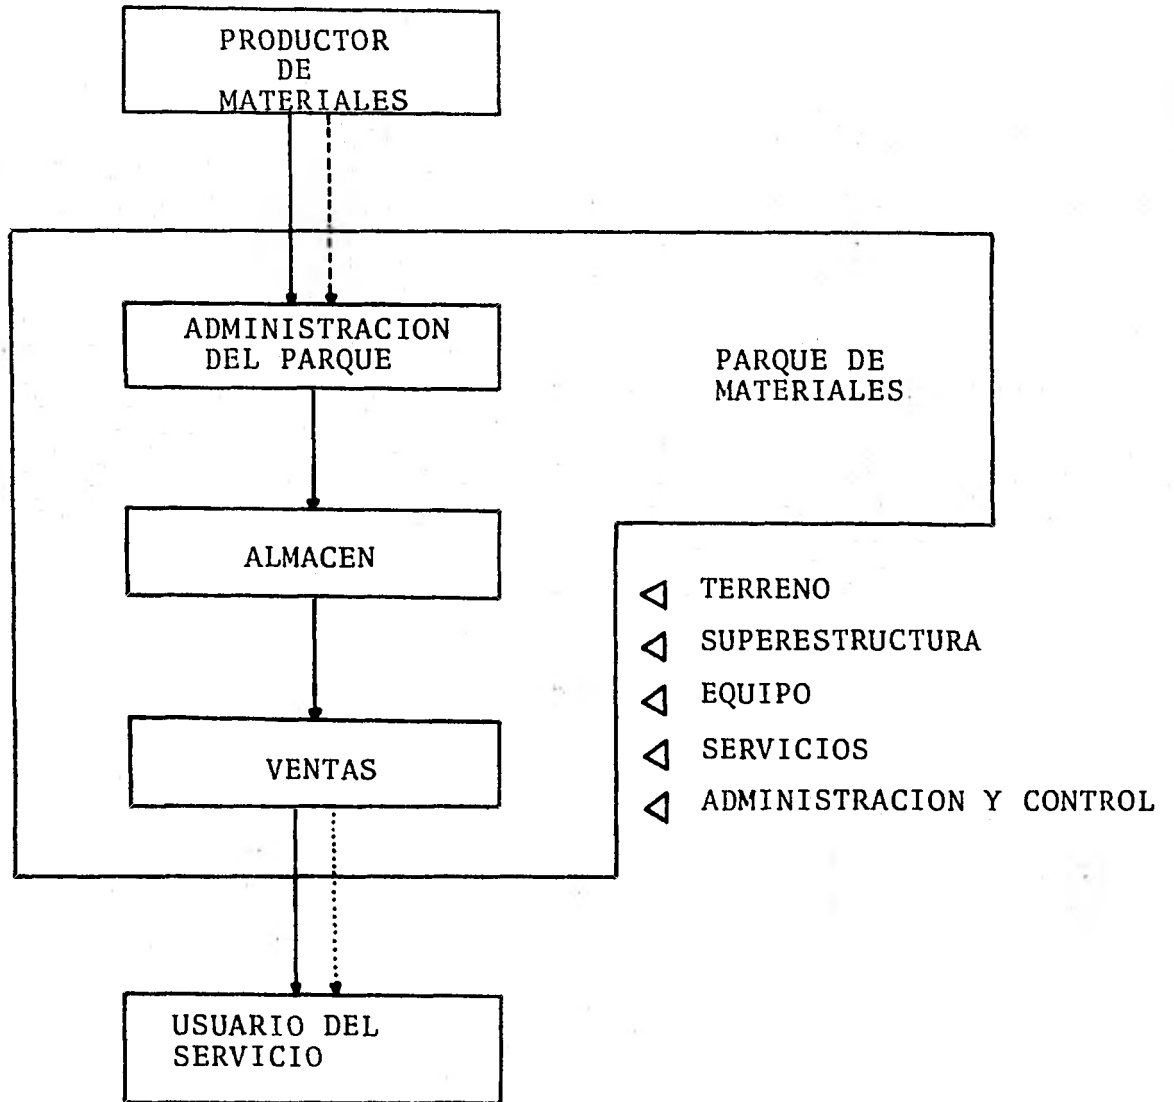 PRODUCTOR
DE
MATERIALES
ADMINISTRACION
DEL PARQUE
PARQUE DE
MATERIALES
ALMACEN
TERRENO
SUPERESTRUCTURA
EQUIPO
SERVICIOS
ADMINISTRACION Y CONTROL
VENTAS
USUARIO DEL
SERVICIO